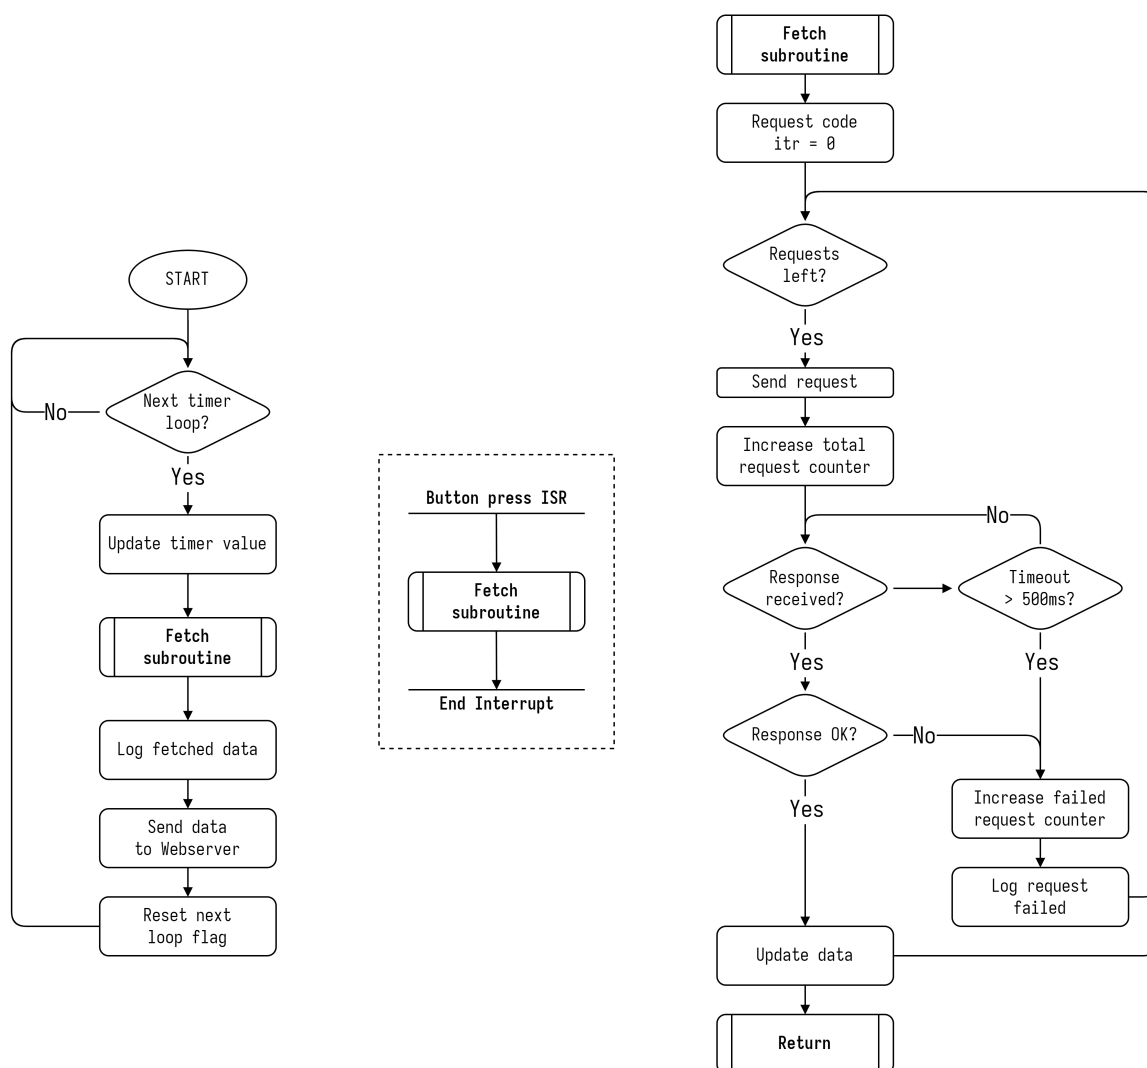 START
Next timer
loop?
No
Yes
Update timer value
Fetch
subroutine
Log fetched data
Send data
to Webserver
Reset next
loop flag
Button press ISR
Fetch
subroutine
End Interrupt
Fetch
subroutine
Request code
itr = 0
Requests
left?
Yes
Send request
Increase total
request counter
No
Response
received?
Timeout
> 500ms?
Yes
Yes
Response OK?
No
Yes
Increase failed
request counter
Log request
failed
Update data
Return